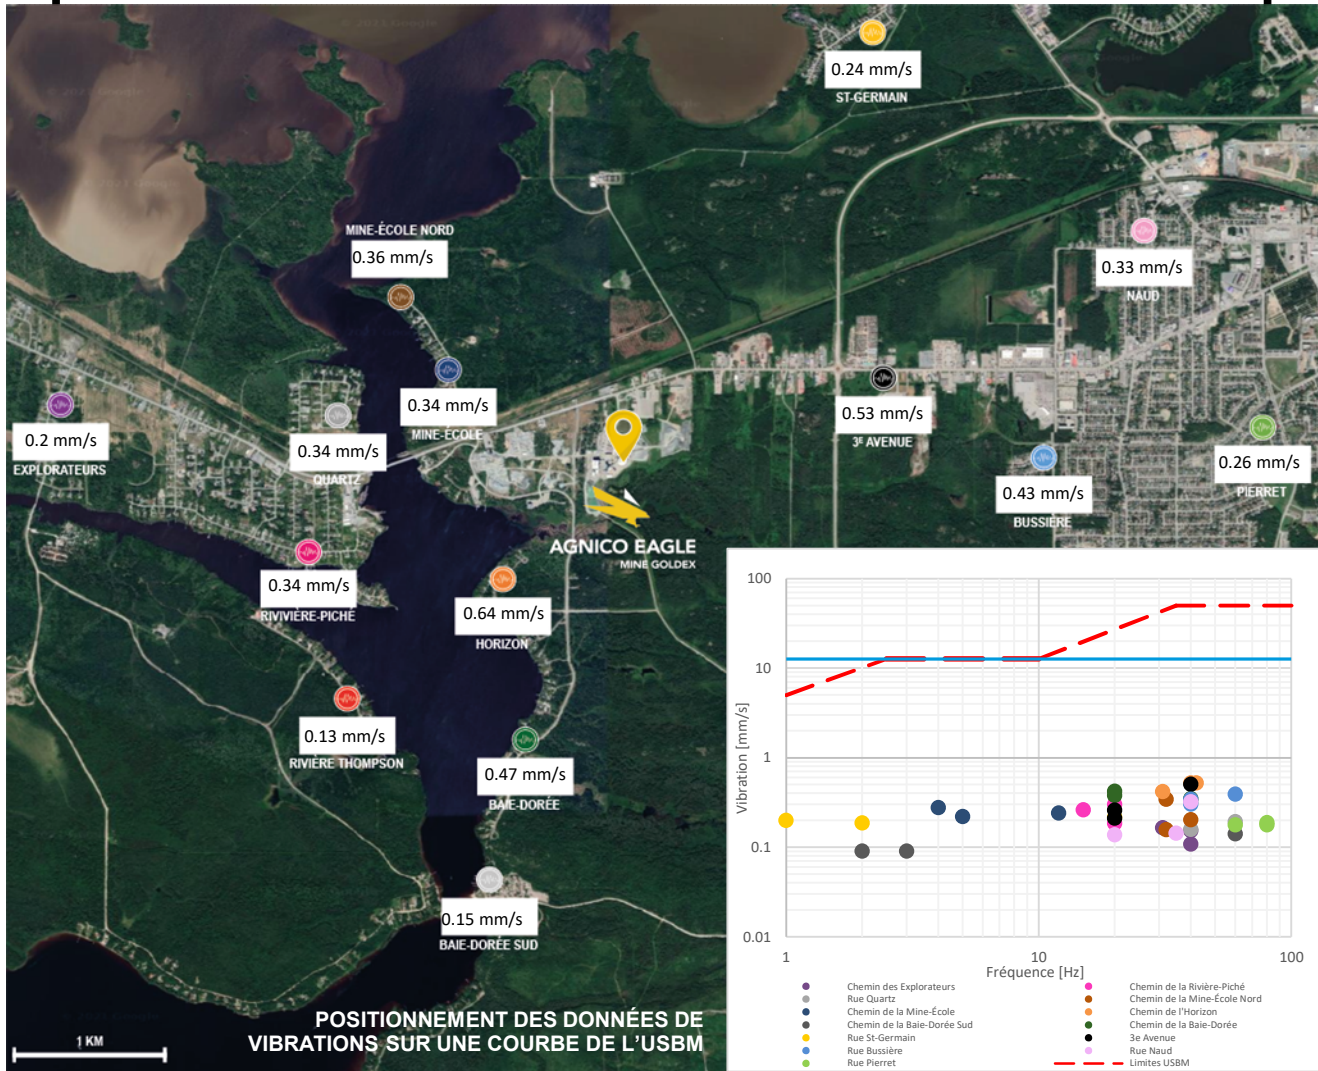 0.24 mm/s
ST-GERMAIN
MINE-ÉCOLE NORD
0.36 mm/s
0.33 mm/s
NAUD
0.34 mm/s
MINE-ÉCOLE
0.2 mm/s
EXPLORATEURS
0.34 mm/s
QUARTZ
0.53 mm/s
3E AVENUE
0.26 mm/s
PIERRET
0.43 mm/s
BUSSIÈRE
AGNICO EAGLE
MINE GOLDEX
0.34 mm/s
RIVIVIÈRE-PICHÉ
0.64 mm/s
HORIZON
0.13 mm/s
RIVIÈRE THOMPSON
0.47 mm/s
BAIE-DORÉE
0.15 mm/s
BAIE-DORÉE SUD
POSITIONNEMENT DES DONNÉES DE
VIBRATIONS SUR UNE COURBE DE L'USBM
1 KM
100
10
1
0.1
0.01
Vibration [mm/s]
1
10
100
Fréquence [Hz]
Chemin des Explorateurs
Chemin de la Rivière-Piché
Rue Quartz
Chemin de la Mine-École Nord
Chemin de la Mine-École
Chemin de l'Horizon
Chemin de la Baie-Dorée Sud
Chemin de la Baie-Dorée
Rue St-Germain
3e Avenue
Rue Bussière
Rue Naud
Rue Pierret
Limites USBM